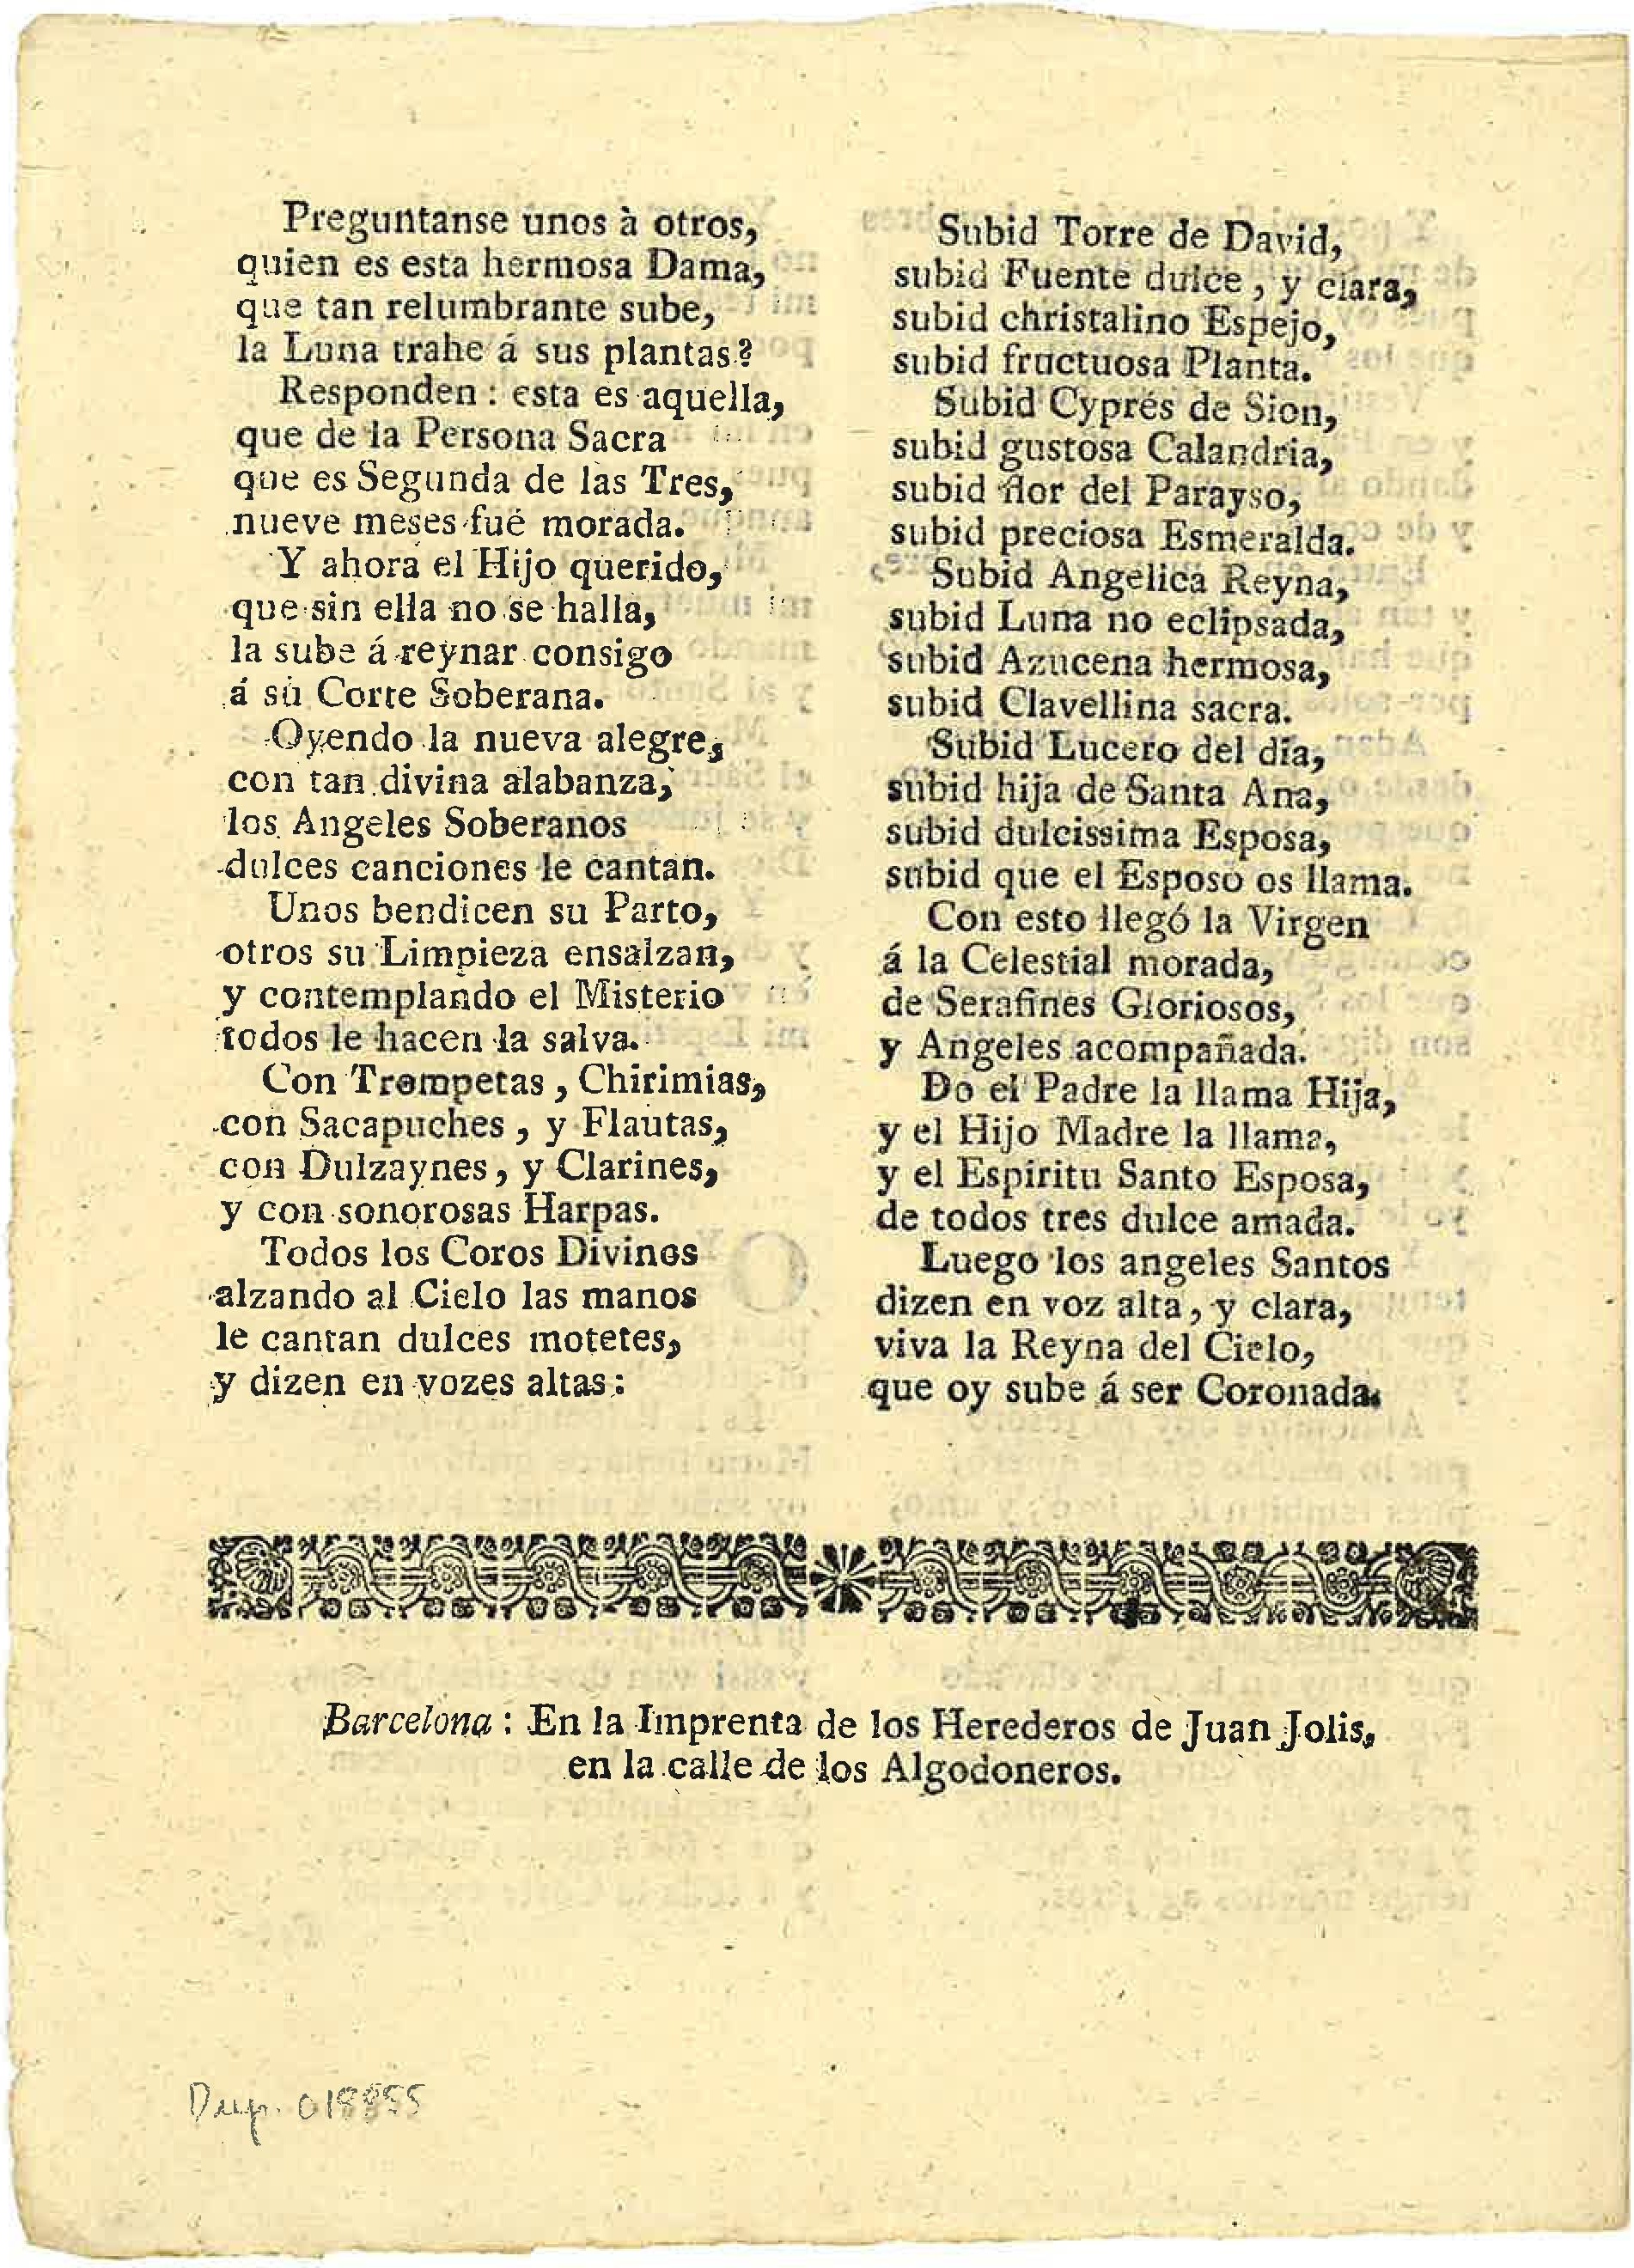 Preguntanse unos à otros,
quien es esta hermosa Dama,
que tan relumbrante sube,
la Luna trahe á sus plantas?
Responden : esta es aquella,
que de la Persona Sacra
que es Segunda de las Tres,
nueve meses fué morada.
Y ahora el Hijo querido,
que sin ella no se halla,
la sube á reynar consigo
á su Corte Soberana.
Oyendo la nueva alegre,
con tan divina alabanza,
los Angeles Soberanos
dulces canciones le cantan.
Unos bendicen su Parto,
otros su Limpieza ensalzan,
y contemplando el Misterio
todos le hacen la salva.
Con Trompetas , Chirimias,
con Sacapuches , y Flautas,
con Dulzaynes , y Clarines,
y con sonorosas Harpas.
Todos los Coros Divinos
alzando al Cielo las manos
le cantan dulces motetes,
y dizen en vozes altas :
Subid Torre de David,
subid Fuente dulce , y clara,
subid christalino Espejo,
subid fructuosa Planta.
Subid Cyprés de Sion,
subid gustosa Calandria,
subid flor del Parayso,
subid preciosa Esmeralda.
Subid Angelica Reyna,
subid Luna no eclipsada,
subid Azucena hermosa,
subid Clavellina sacra.
Subid Lucero del dia,
subid hija de Santa Ana,
subid dulcissima Esposa,
subid que el Esposo os llama.
Con esto llegó la Virgen
á la Celestial morada,
de Serafines Gloriosos,
y Angeles acompañada.
Do el Padre la llama Hija,
y el Hijo Madre la llama,
y el Espiritu Santo Esposa,
de todos tres dulce amada.
Luego los angeles Santos
dizen en voz alta , y clara,
viva la Reyna del Cielo,
que oy sube á ser Coronada.
Barcelona : En la Imprenta de los Herederos de Juan Jolis,
en la calle de los Algodoneros.
018855